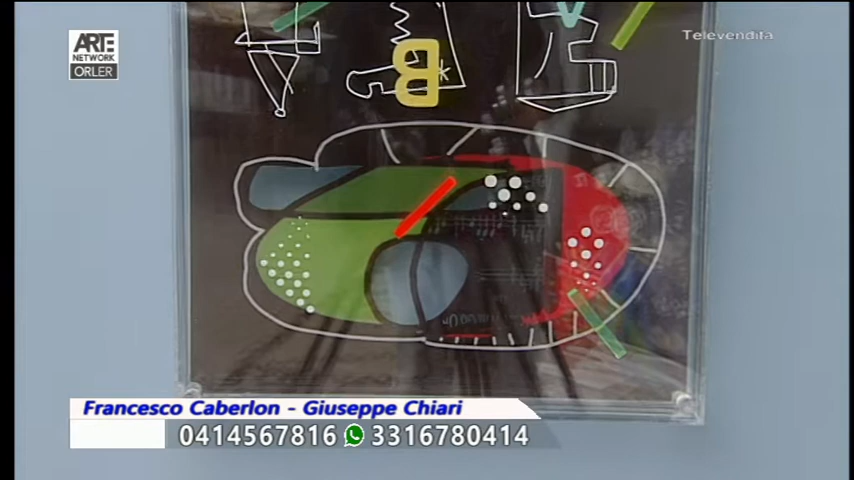 ARTE
NETWORK
ORLER
Televendita
A
B
Francesco Caberlon - Giuseppe Chiari
0414567816 3316780414